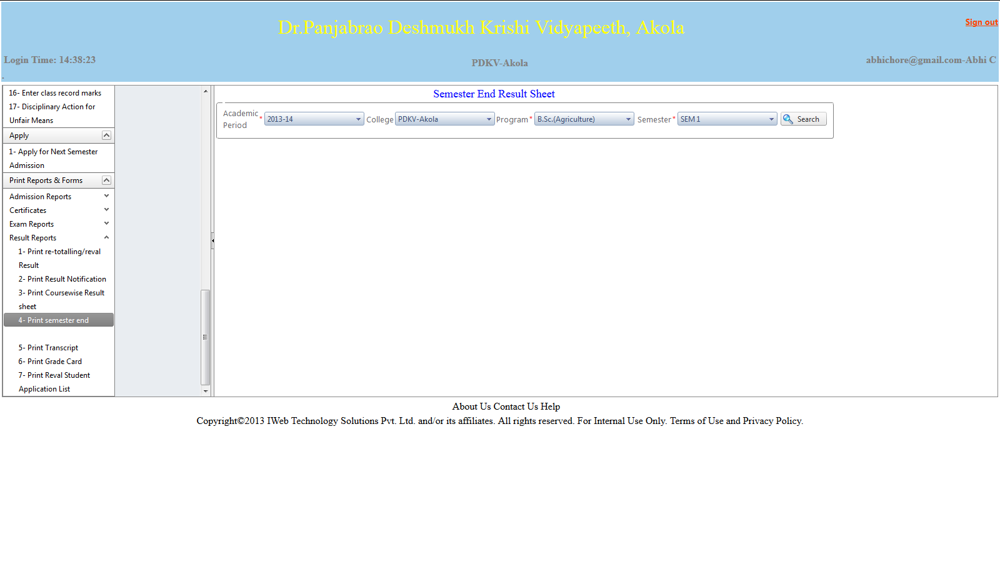 Dr.Panjabrao Deshmukh Krishi Vidyapeeth, Akola
Sign out
Login Time: 14:38:23
PDKV-Akola
abhichore@gmail.com-Abhi C
.
16- Enter class record marks
17- Disciplinary Action for
Unfair Means
Apply
1- Apply for Next Semester
Admission
Print Reports & Forms
Admission Reports
Certificates
Exam Reports
Result Reports
1- Print re-totalling/reval
Result
2- Print Result Notification
3- Print Coursewise Result
sheet
4- Print semester end
5- Print Transcript
6- Print Grade Card
7- Print Reval Student
Application List
Semester End Result Sheet
Academic
Period * 2013-14 College PDKV-Akola Program * B.Sc.(Agriculture) Semester * SEM 1 Search
About Us Contact Us Help
Copyright©2013 IWeb Technology Solutions Pvt. Ltd. and/or its affiliates. All rights reserved. For Internal Use Only. Terms of Use and Privacy Policy.